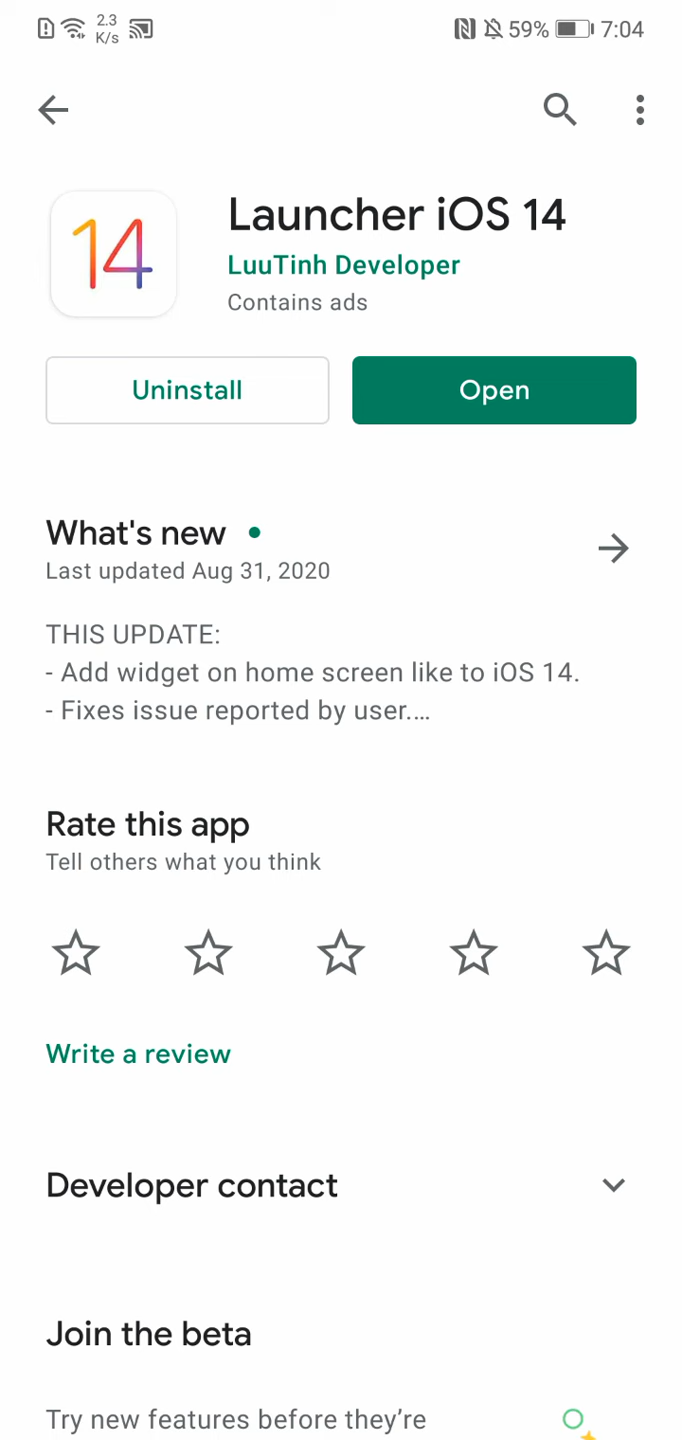 2.3
K/s
59%
7:04
14
Launcher iOS 14
LuuTinh Developer
Contains ads
Uninstall
Open
What's new
Last updated Aug 31, 2020
THIS UPDATE:
- Add widget on home screen like to iOS 14.
- Fixes issue reported by user....
Rate this app
Tell others what you think
Write a review
Developer contact
Join the beta
Try new features before they’re